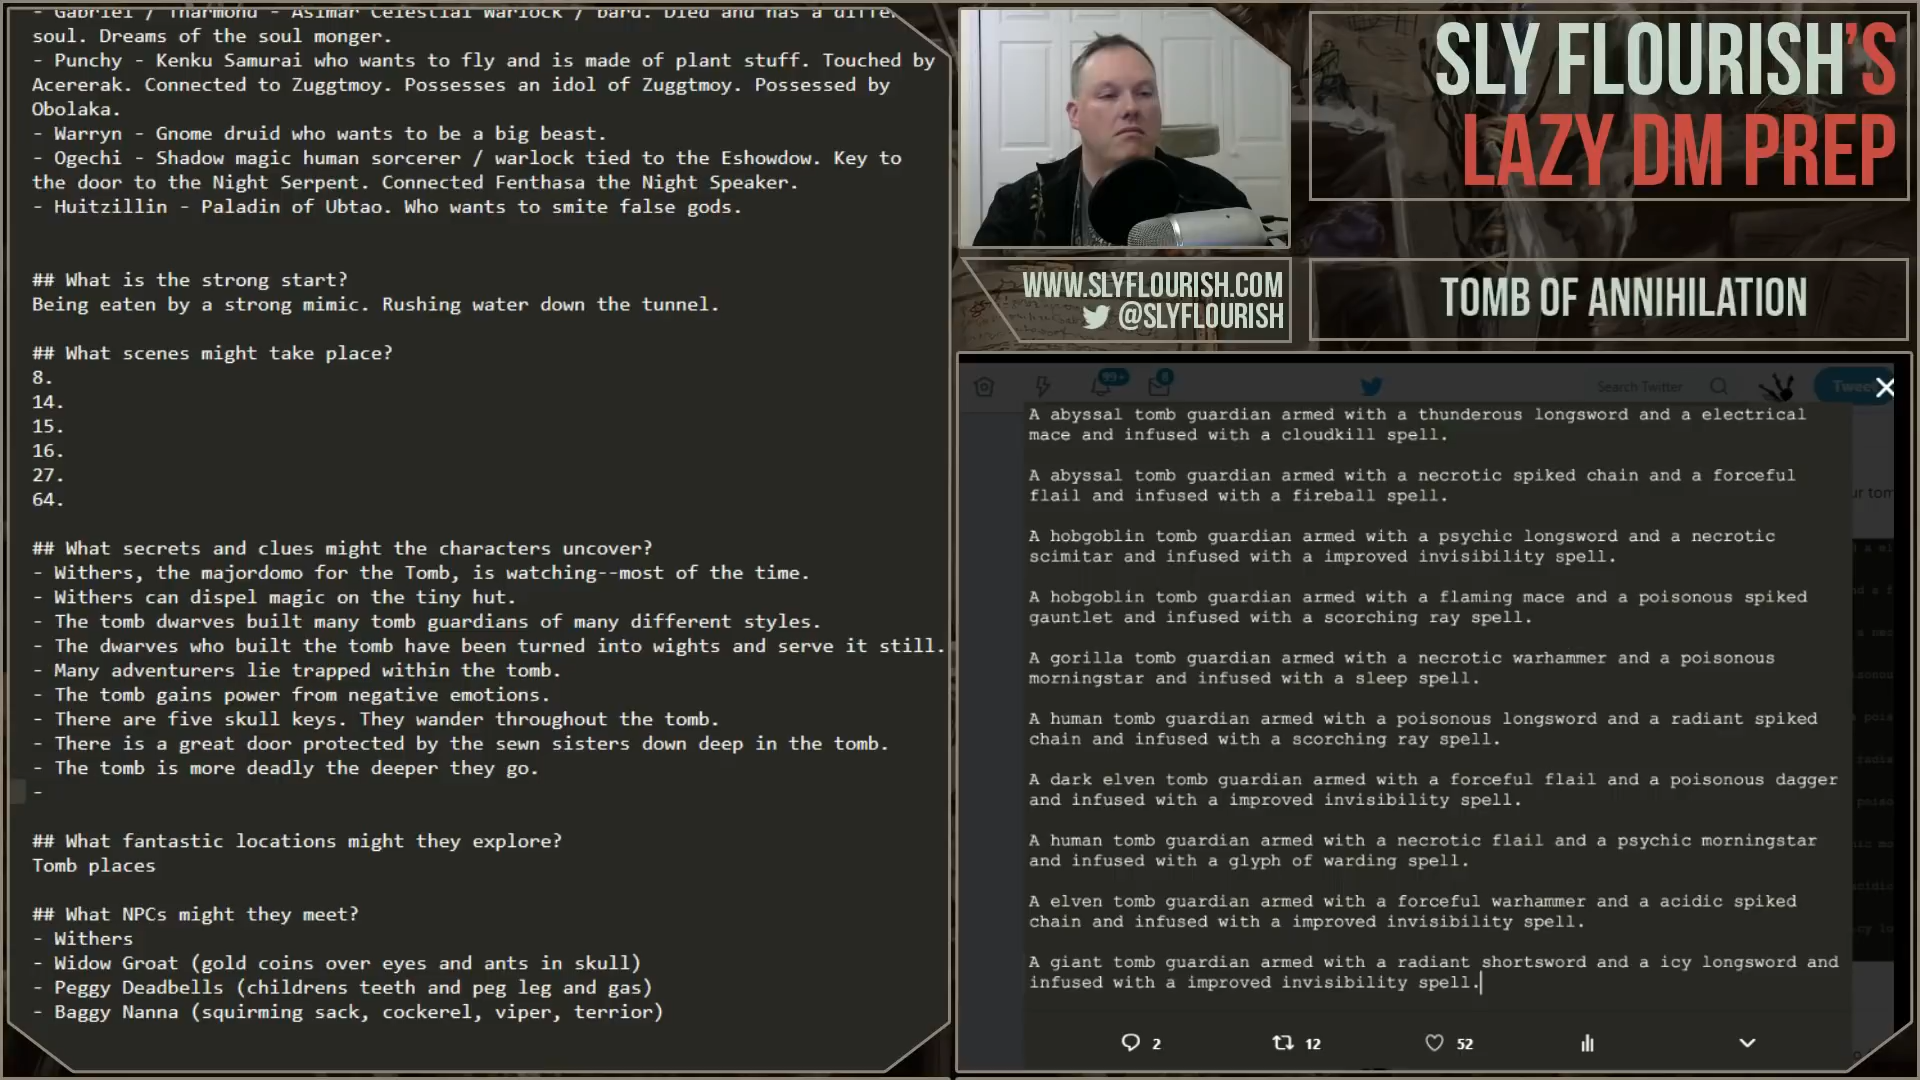 - Gabriel / Tharmond - Asimar Celestial Warlock / bard. Died and has a
soul. Dreams of the soul monger.
- Punchy - Kenku Samurai who wants to fly and is made of plant stuff. Touched by
Acererak. Connected to Zuggtmoy. Possesses an idol of Zuggtmoy. Possessed by
Obolaka.
- Warryn - Gnome druid who wants to be a big beast.
- Ogechi - Shadow magic human sorcerer / warlock tied to the Eshowdow. Key to
the door to the Night Serpent. Connected Fenthasa the Night Speaker.
- Huitzillin - Paladin of Ubtao. Who wants to smite false gods.
## What is the strong start?
Being eaten by a strong mimic. Rushing water down the tunnel.
## What scenes might take place?
8.
14.
15.
16.
27.
64.
## What secrets and clues might the characters uncover?
- Withers, the majordomo for the Tomb, is watching--most of the time.
- Withers can dispel magic on the tiny hut.
- The tomb dwarves built many tomb guardians of many different styles.
- The dwarves who built the tomb have been turned into wights and serve it still.
- Many adventurers lie trapped within the tomb.
- The tomb gains power from negative emotions.
- There are five skull keys. They wander throughout the tomb.
- There is a great door protected by the sewn sisters down deep in the tomb.
- The tomb is more deadly the deeper they go.
-
## What fantastic locations might they explore?
Tomb places
## What NPCs might they meet?
- Withers
- Widow Groat (gold coins over eyes and ants in skull)
- Peggy Deadbells (childrens teeth and peg leg and gas)
- Baggy Nanna (squirming sack, cockerel, viper, terrior)
SLY FLOURISH'S
LAZY DM PREP
WWW.SLYFLOURISH.COM
@SLYFLOURISH
TOMB OF ANNIHILATION
99+
6
Search Twitter
Tweet
A abyssal tomb guardian armed with a thunderous longsword and a electrical
mace and infused with a cloudkill spell.
A abyssal tomb guardian armed with a necrotic spiked chain and a forceful
flail and infused with a fireball spell.
A hobgoblin tomb guardian armed with a psychic longsword and a necrotic
scimitar and infused with a improved invisibility spell.
A hobgoblin tomb guardian armed with a flaming mace and a poisonous spiked
gauntlet and infused with a scorching ray spell.
A gorilla tomb guardian armed with a necrotic warhammer and a poisonous
morningstar and infused with a sleep spell.
A human tomb guardian armed with a poisonous longsword and a radiant spiked
chain and infused with a scorching ray spell.
A dark elven tomb guardian armed with a forceful flail and a poisonous dagger
and infused with a improved invisibility spell.
A human tomb guardian armed with a necrotic flail and a psychic morningstar
and infused with a glyph of warding spell.
A elven tomb guardian armed with a forceful warhammer and a acidic spiked
chain and infused with a improved invisibility spell.
A giant tomb guardian armed with a radiant shortsword and a icy longsword and
infused with a improved invisibility spell.
2
12
52